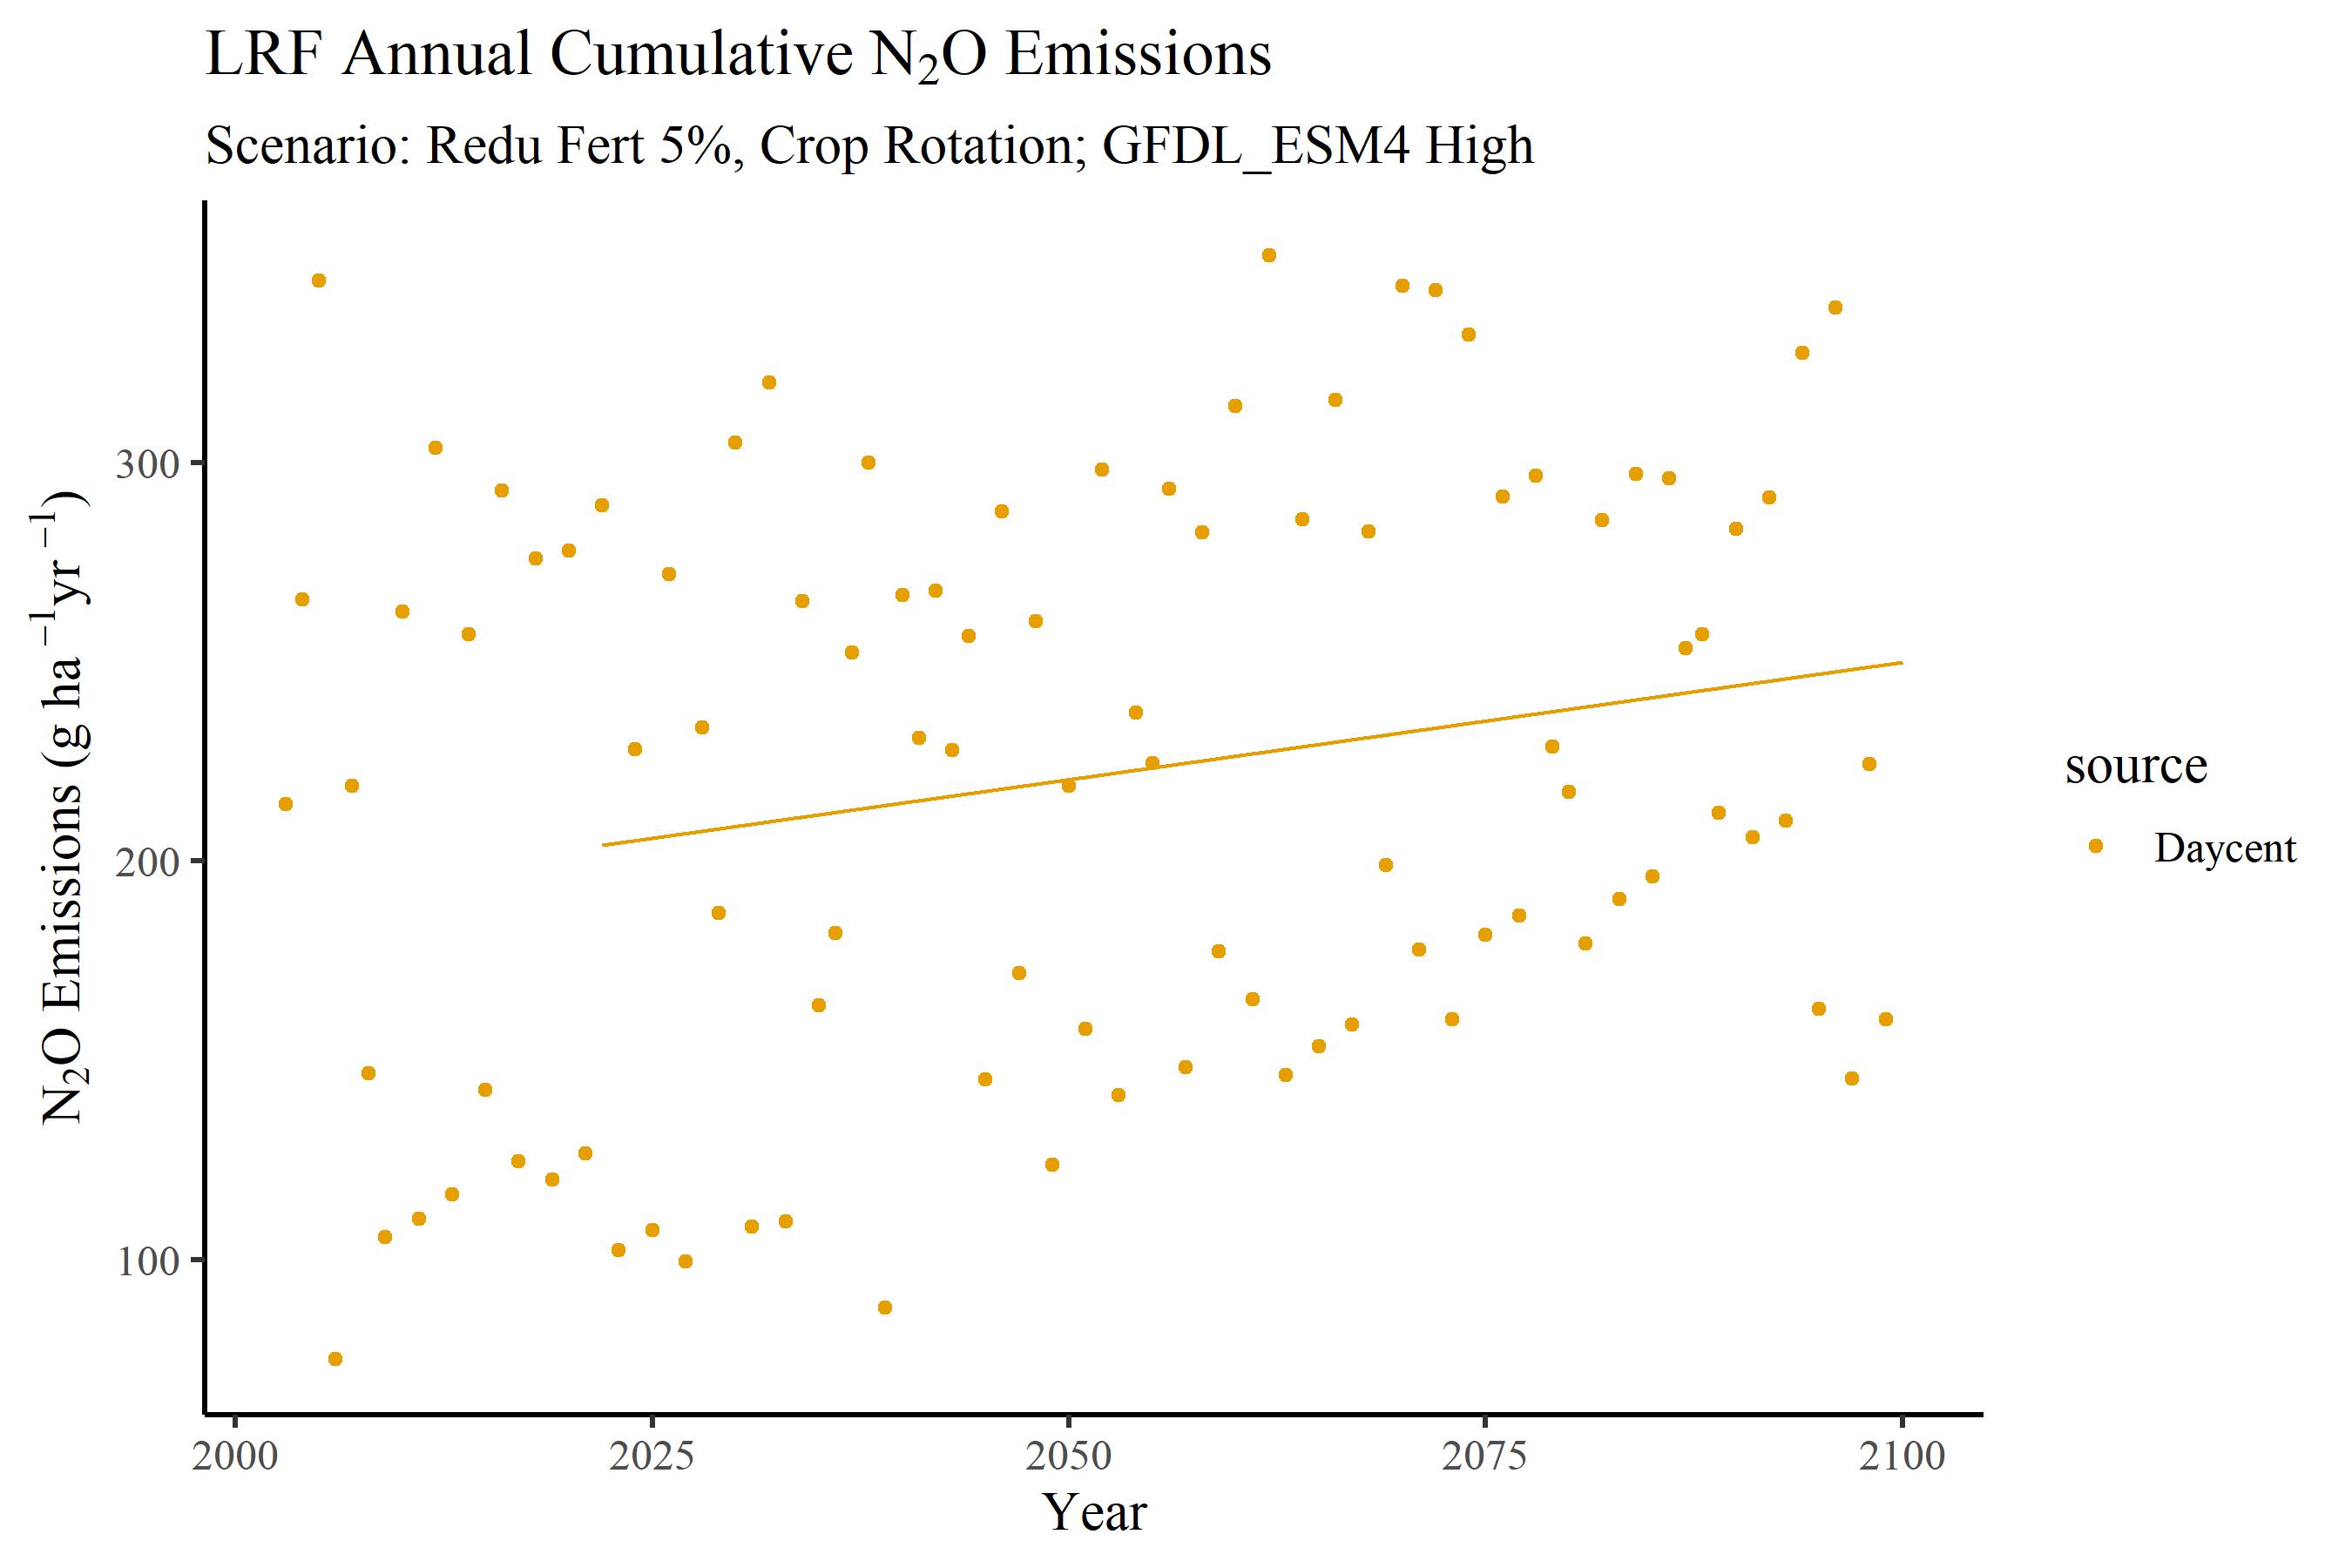 LRF Annual Cumulative N₂O Emissions
Scenario: Redu Fert 5%, Crop Rotation; GFDL_ESM4 High
N₂O Emissions (g ha⁻¹yr⁻¹)
300
200
100
source
Daycent
2000 2025 2050 2075 2100
Year